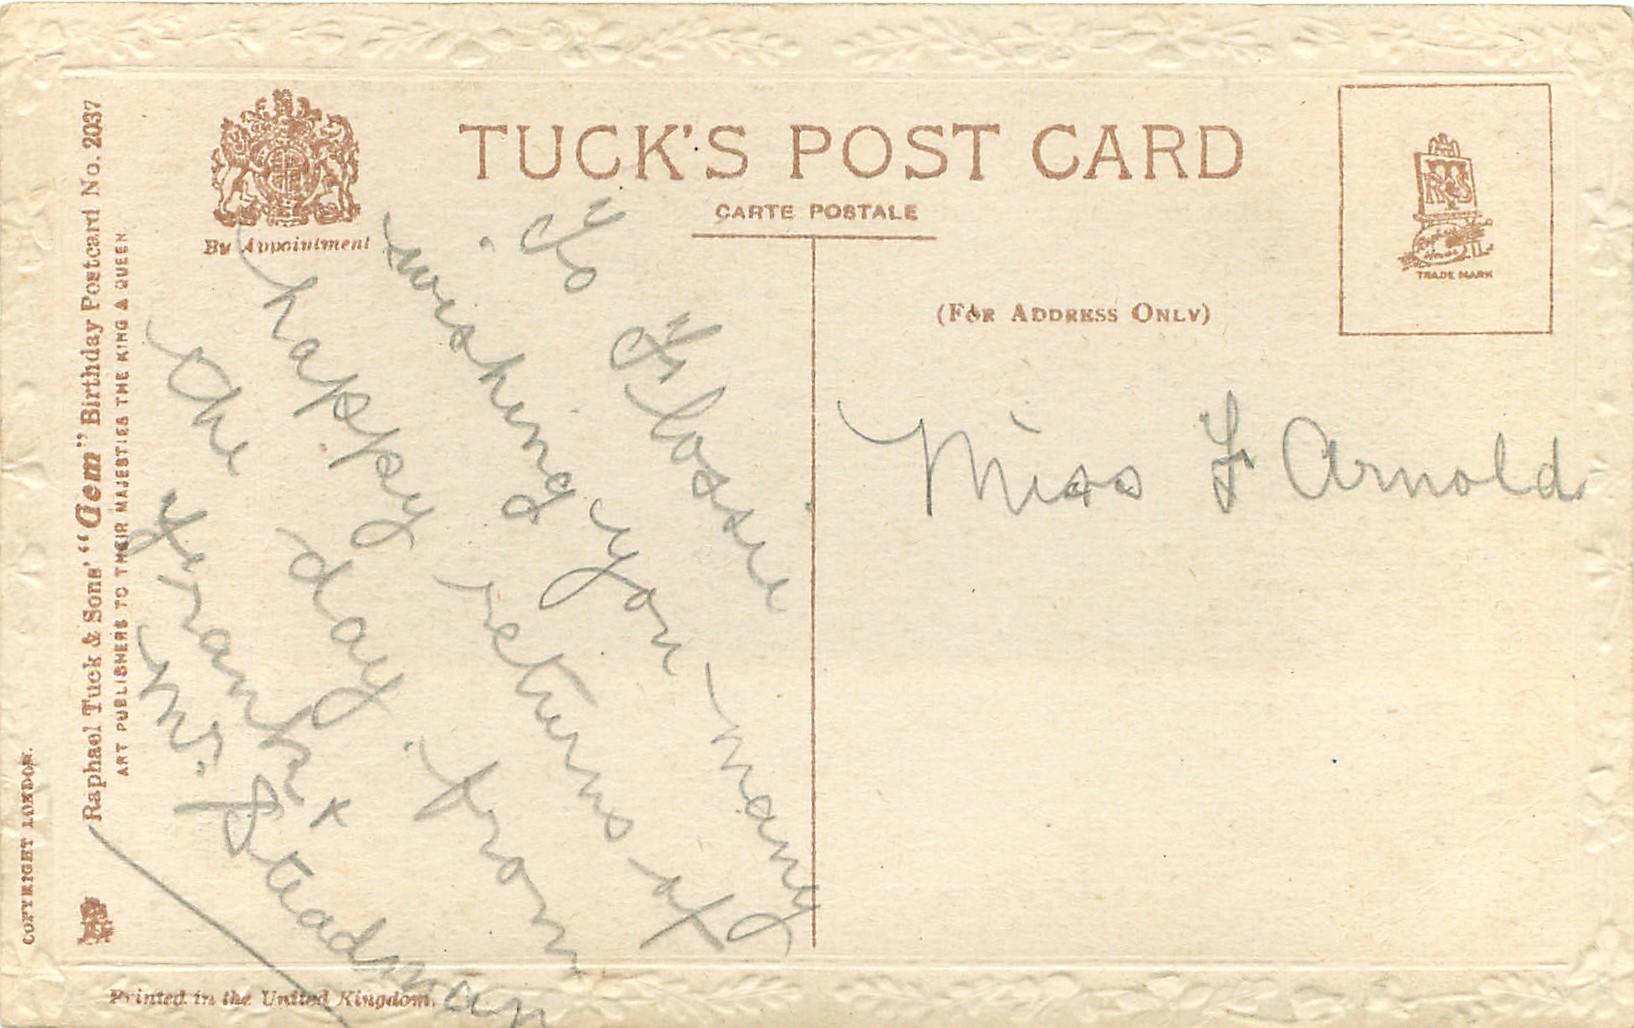 TUCK'S POST CARD
CARTE POSTALE
By Appointment
(FOR ADDRESS ONLY)
R T S
TRADE MARK
Raphael Tuck & Sons' "Gem" Birthday Postcard No. 2037
ART PUBLISHERS TO THEIR MAJESTIES THE KING & QUEEN
COPYRIGHT LONDON.
Printed in the United Kingdom.
To Flossie
wishing you many
happy returns of
the day. from
Frank x
Mr. Steadman
Miss F Arnold